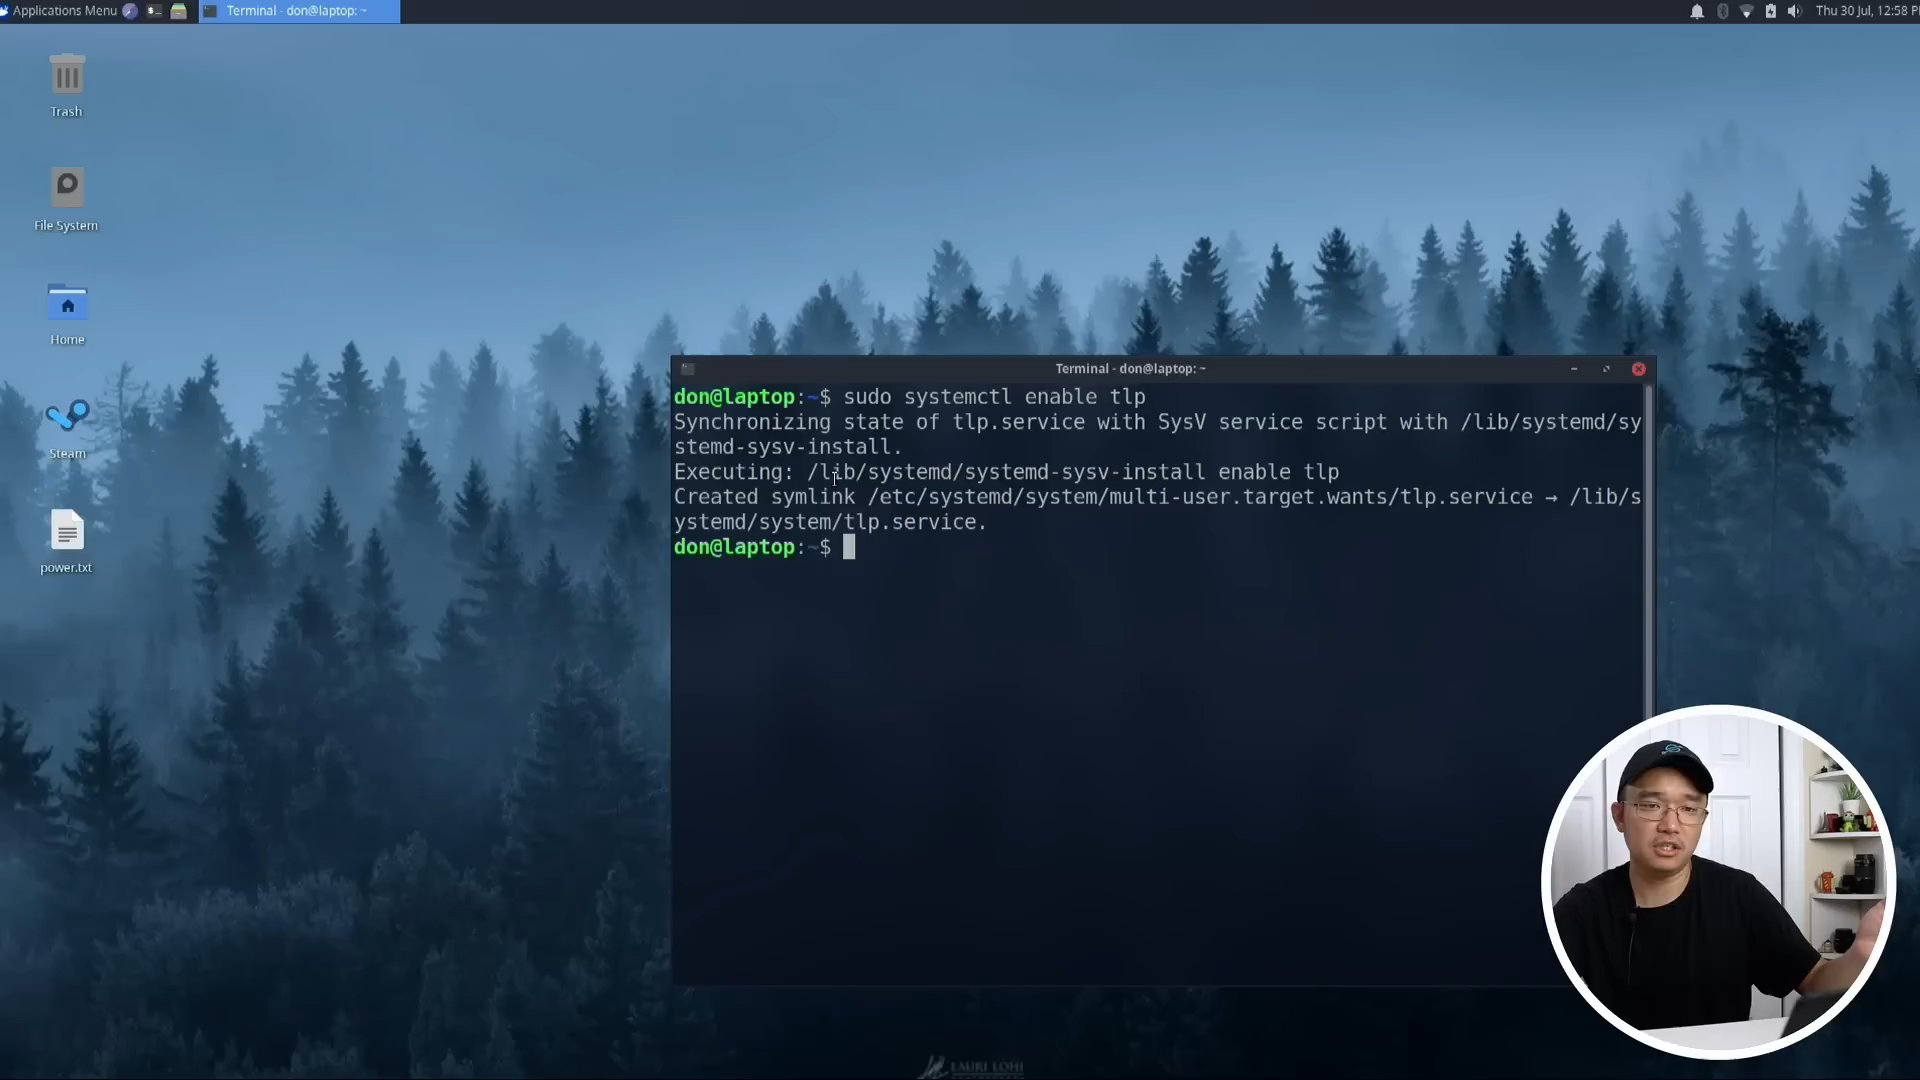 Applications Menu
Terminal - don@laptop: ~
Thu 30 Jul, 12:58
Trash
File System
Home
Steam
power.txt
Terminal - don@laptop: ~
don@laptop:~$ sudo systemctl enable tlp
Synchronizing state of tlp.service with SysV service script with /lib/systemd/sy
stemd-sysv-install.
Executing: /lib/systemd/systemd-sysv-install enable tlp
Created symlink /etc/systemd/system/multi-user.target.wants/tlp.service → /lib/s
ystemd/system/tlp.service.
don@laptop:~$
LAURI LOHI